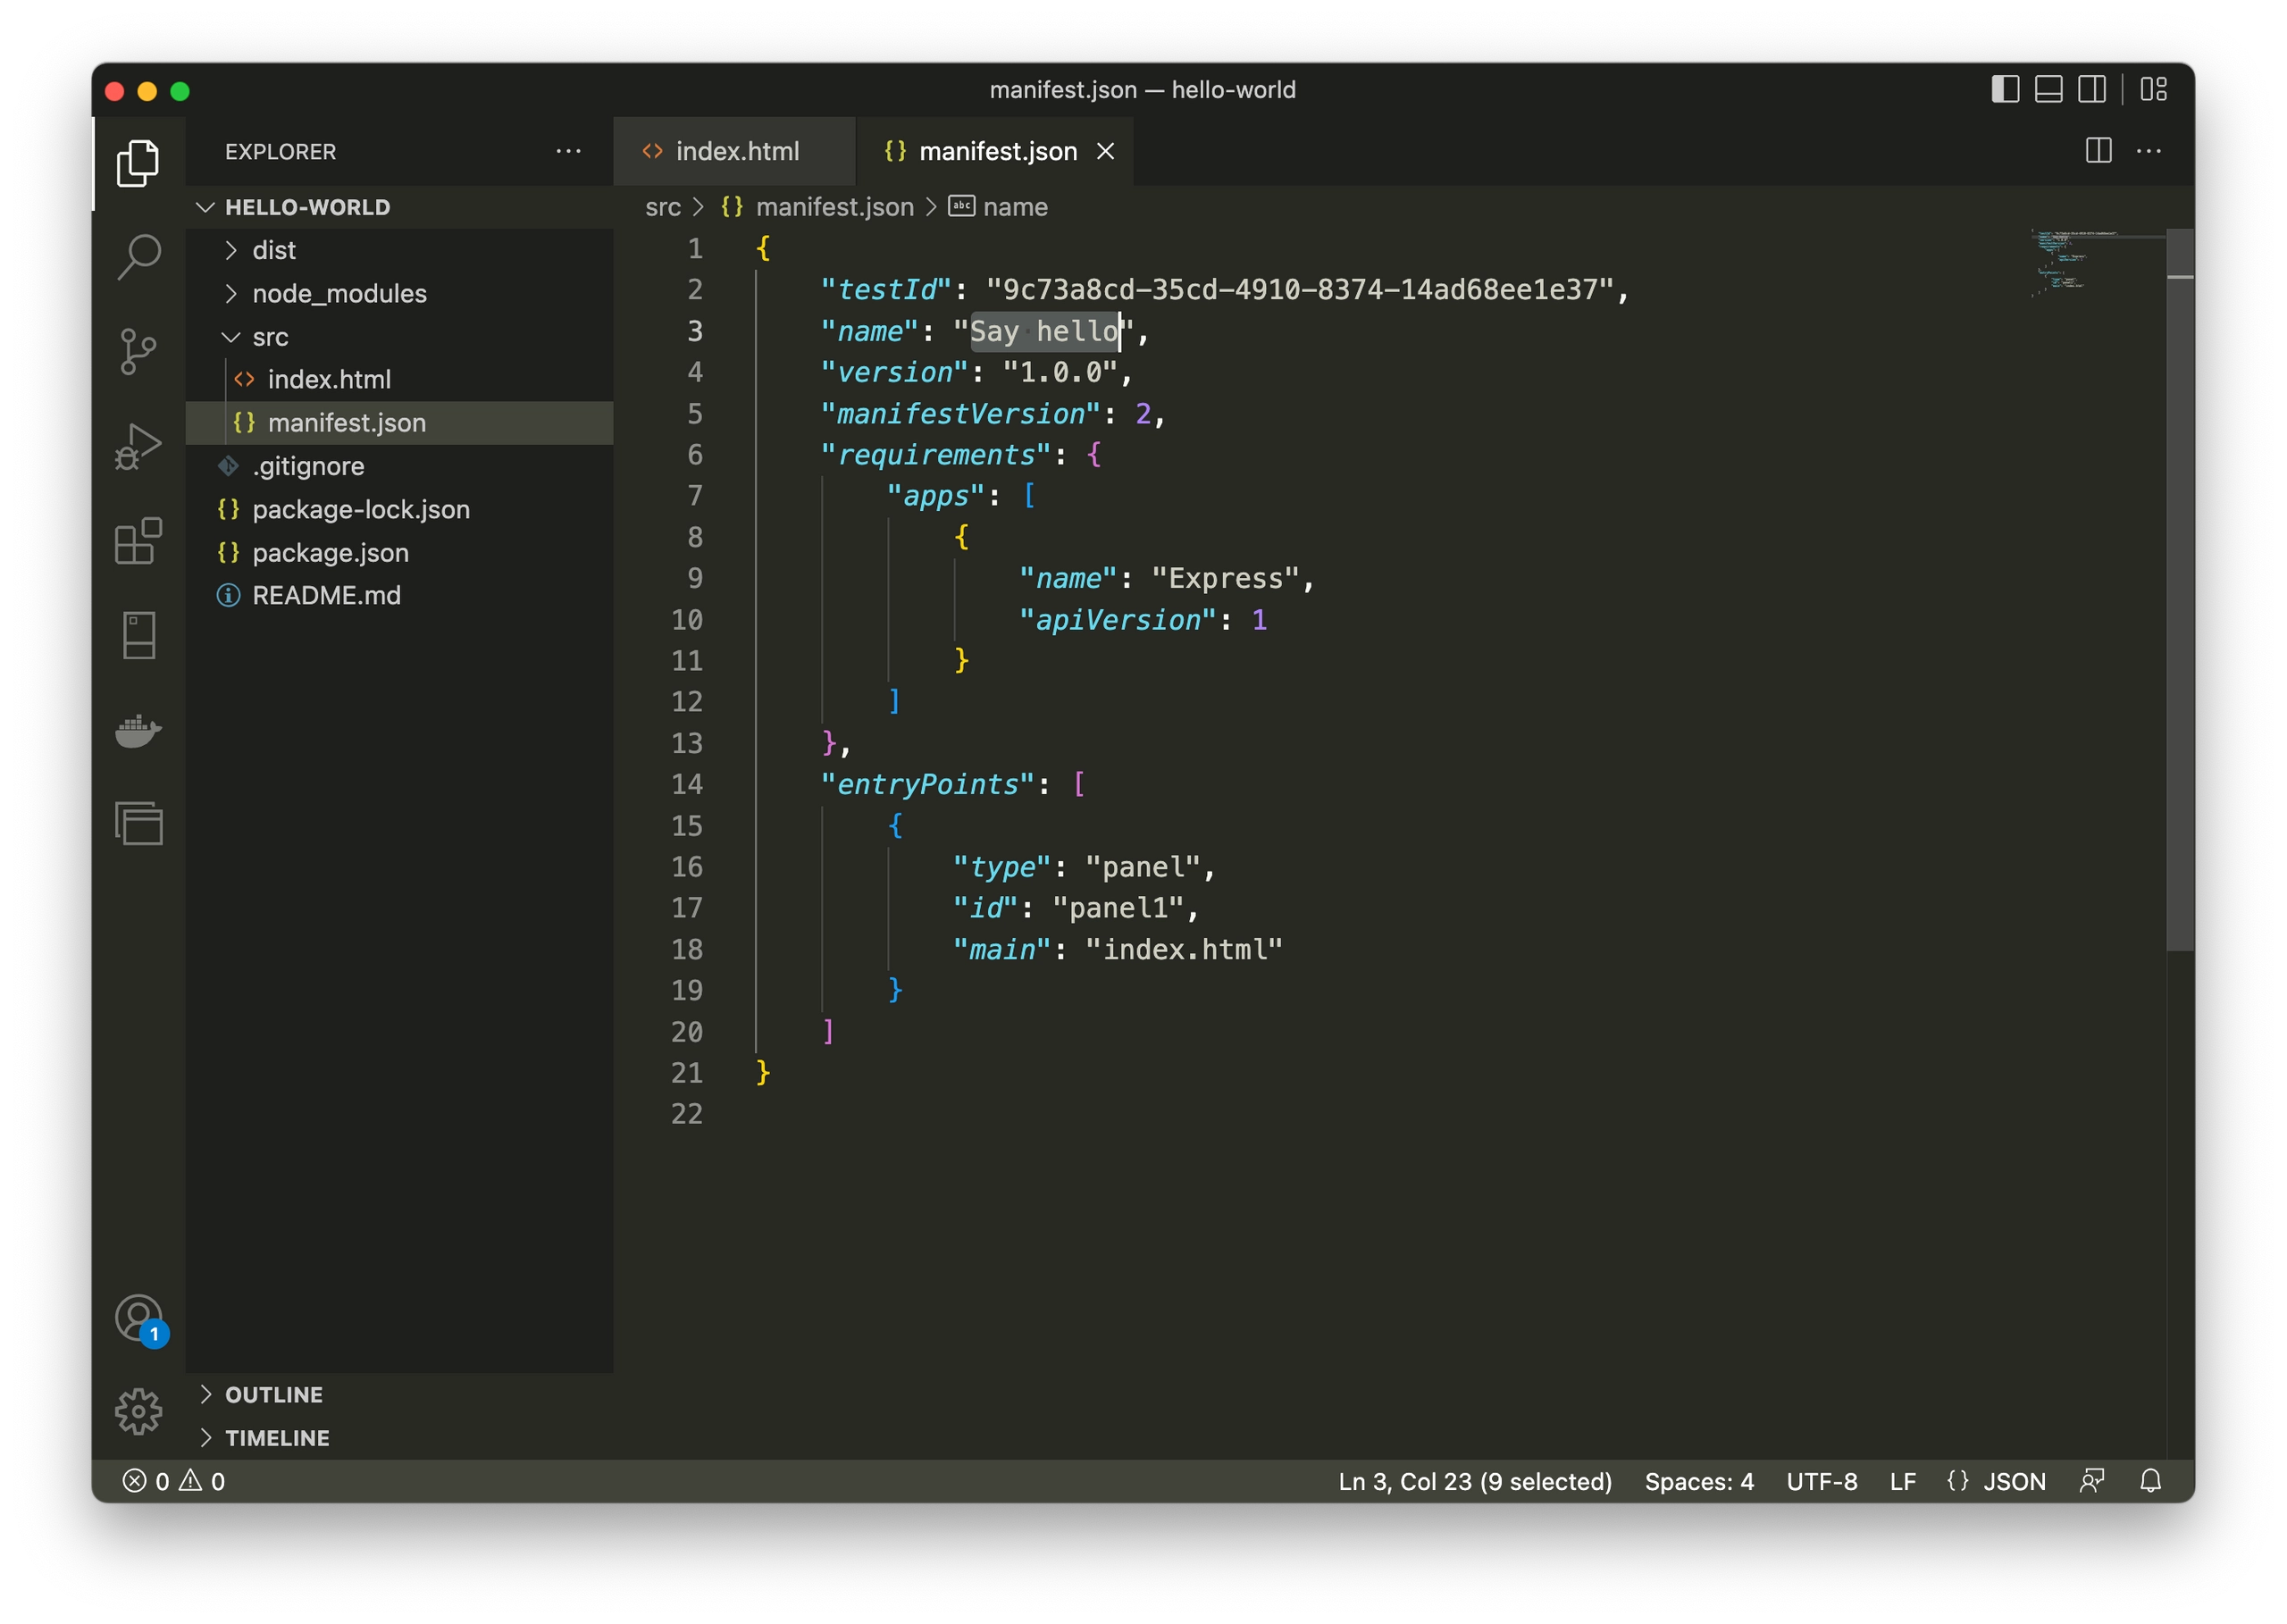 manifest.json — hello-world
EXPLORER
index.html
manifest.json
HELLO-WORLD
dist
node_modules
src
index.html
manifest.json
.gitignore
package-lock.json
package.json
README.md
src > {} manifest.json > abc name
1 {
2 "testId": "9c73a8cd-35cd-4910-8374-14ad68ee1e37",
3 "name": "Say hello",
4 "version": "1.0.0",
5 "manifestVersion": 2,
6 "requirements": {
7 "apps": [
8 {
9 "name": "Express",
10 "apiVersion": 1
11 }
12 ]
13 },
14 "entryPoints": [
15 {
16 "type": "panel",
17 "id": "panel1",
18 "main": "index.html"
19 }
20 ]
21 }
22
1
OUTLINE
TIMELINE
0 0
Ln 3, Col 23 (9 selected) Spaces: 4 UTF-8 LF {} JSON